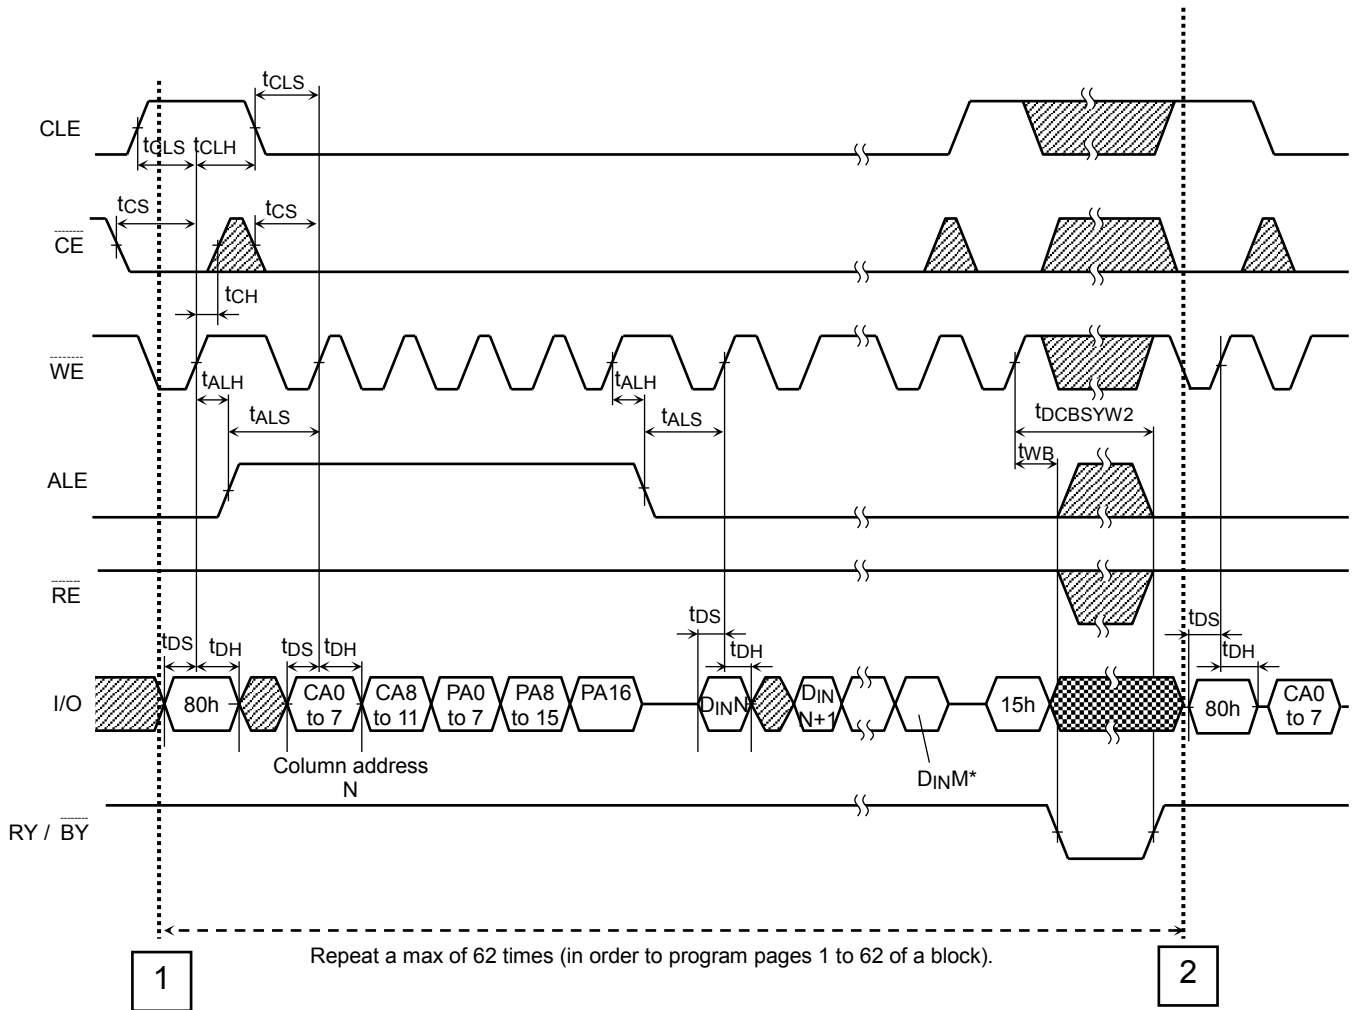 tCLS
CLE
tCLS tCLH
tCS tCS
CE
tCH
WE
tALH tALH
tALS tALS
tDCBSYW2
tWB
ALE
RE
tDS tDH tDS tDH tDS tDH tDS tDH
I/O 80h CA0 to 7 CA8 to 11 PA0 to 7 PA8 to 15 PA16 DINN DIN N+1 15h 80h CA0 to 7
Column address
N
DINM*
RY / BY
Repeat a max of 62 times (in order to program pages 1 to 62 of a block).
1 2